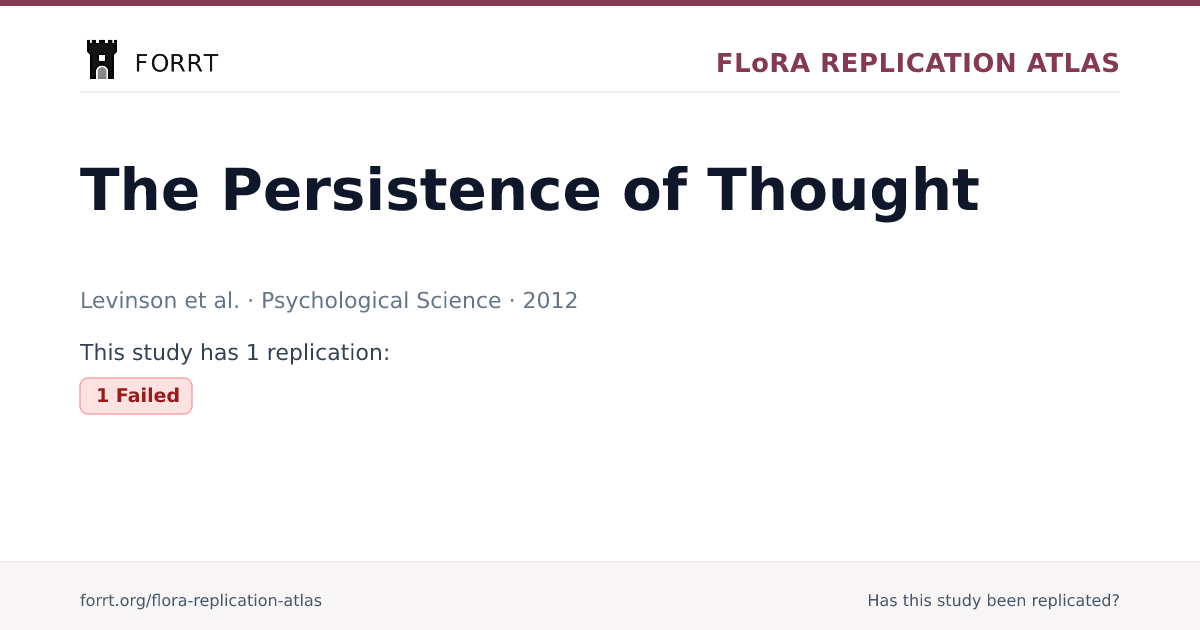 FORRT
FLoRA REPLICATION ATLAS
The Persistence of Thought
Levinson et al. · Psychological Science · 2012
This study has 1 replication:
1 Failed
forrt.org/flora-replication-atlas
Has this study been replicated?